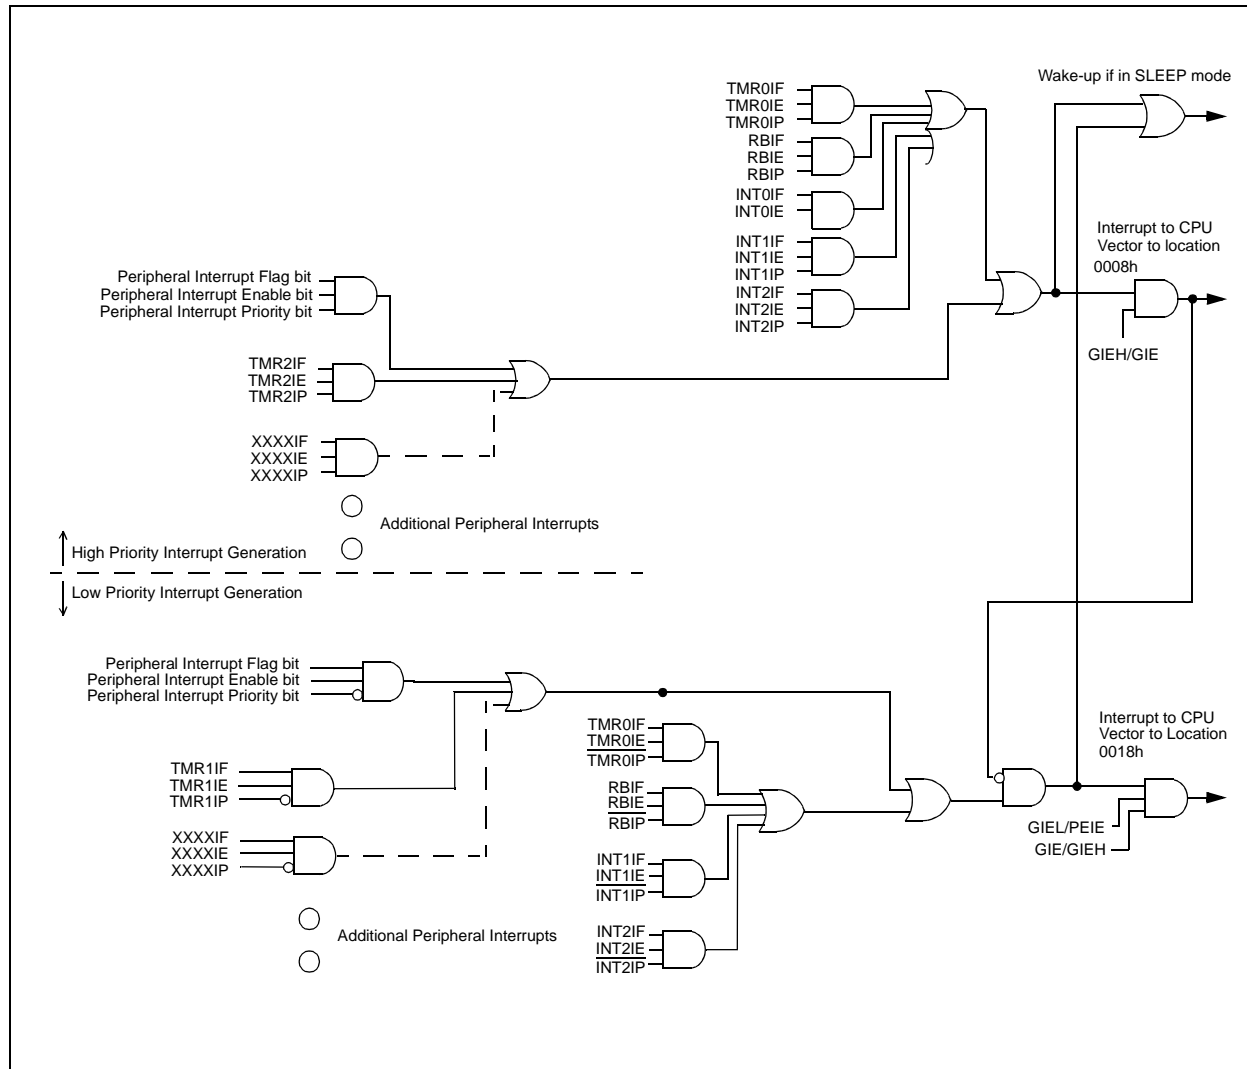 Wake-up if in SLEEP mode
TMR0IF
TMR0IE
TMR0IP
RBIF
RBIE
RBIP
INT0IF
INT0IE
INT1IF
INT1IE
INT1IP
INT2IF
INT2IE
INT2IP
Interrupt to CPU
Vector to location
0008h
GIEH/GIE
Peripheral Interrupt Flag bit
Peripheral Interrupt Enable bit
Peripheral Interrupt Priority bit
TMR2IF
TMR2IE
TMR2IP
XXXXIF
XXXXIE
XXXXIP
Additional Peripheral Interrupts
High Priority Interrupt Generation
Low Priority Interrupt Generation
Peripheral Interrupt Flag bit
Peripheral Interrupt Enable bit
Peripheral Interrupt Priority bit
TMR1IF
TMR1IE
TMR1IP
XXXXIF
XXXXIE
XXXXIP
Additional Peripheral Interrupts
TMR0IF
TMR0IE
TMR0IP
RBIF
RBIE
RBIP
INT1IF
INT1IE
INT1IP
INT2IF
INT2IE
INT2IP
Interrupt to CPU
Vector to Location
0018h
GIEL/PEIE
GIE/GIEH